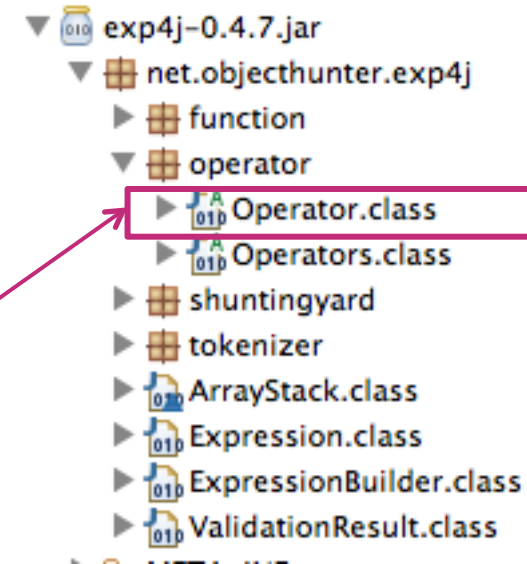 exp4j-0.4.7.jar
net.objecthunter.exp4j
function
operator
Operator.class
Operators.class
shuntingyard
tokenizer
ArrayStack.class
Expression.class
ExpressionBuilder.class
ValidationResult.class